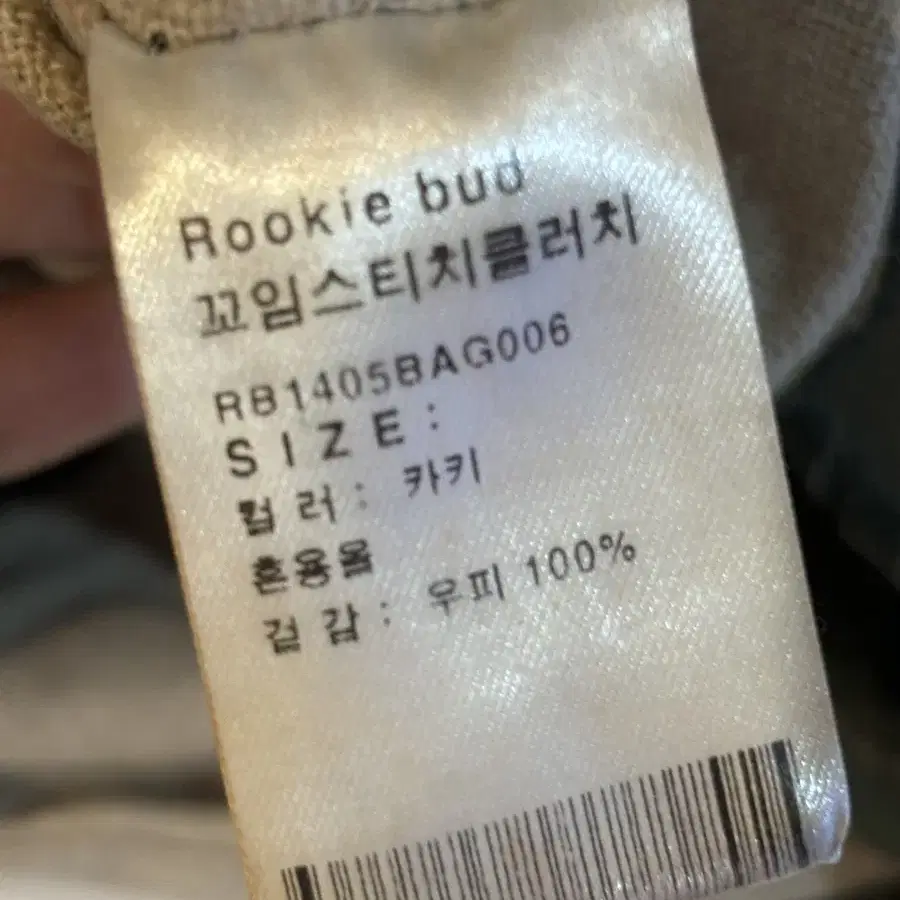 Rookie bud
꼬임스티치클러치
RB1405BAG006
SIZE :
컬 러 : 카키
혼용율
겉 감 : 우피 100%